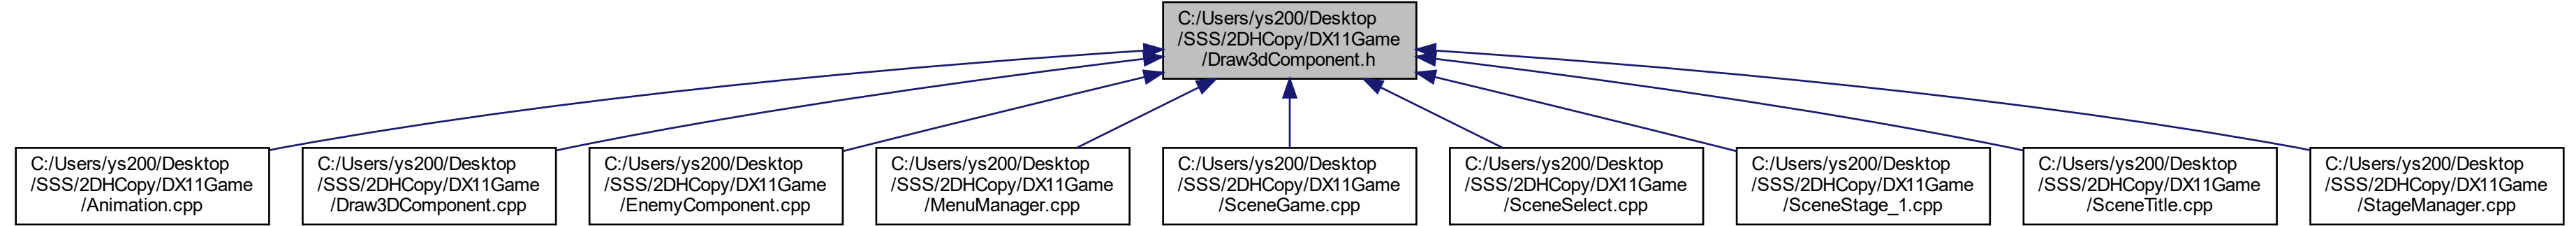 C:/Users/ys200/Desktop
/SSS/2DHCopy/DX11Game
/Draw3dComponent.h
C:/Users/ys200/Desktop
/SSS/2DHCopy/DX11Game
/Animation.cpp
C:/Users/ys200/Desktop
/SSS/2DHCopy/DX11Game
/Draw3DComponent.cpp
C:/Users/ys200/Desktop
/SSS/2DHCopy/DX11Game
/EnemyComponent.cpp
C:/Users/ys200/Desktop
/SSS/2DHCopy/DX11Game
/MenuManager.cpp
C:/Users/ys200/Desktop
/SSS/2DHCopy/DX11Game
/SceneGame.cpp
C:/Users/ys200/Desktop
/SSS/2DHCopy/DX11Game
/SceneSelect.cpp
C:/Users/ys200/Desktop
/SSS/2DHCopy/DX11Game
/SceneStage_1.cpp
C:/Users/ys200/Desktop
/SSS/2DHCopy/DX11Game
/SceneTitle.cpp
C:/Users/ys200/Desktop
/SSS/2DHCopy/DX11Game
/StageManager.cpp